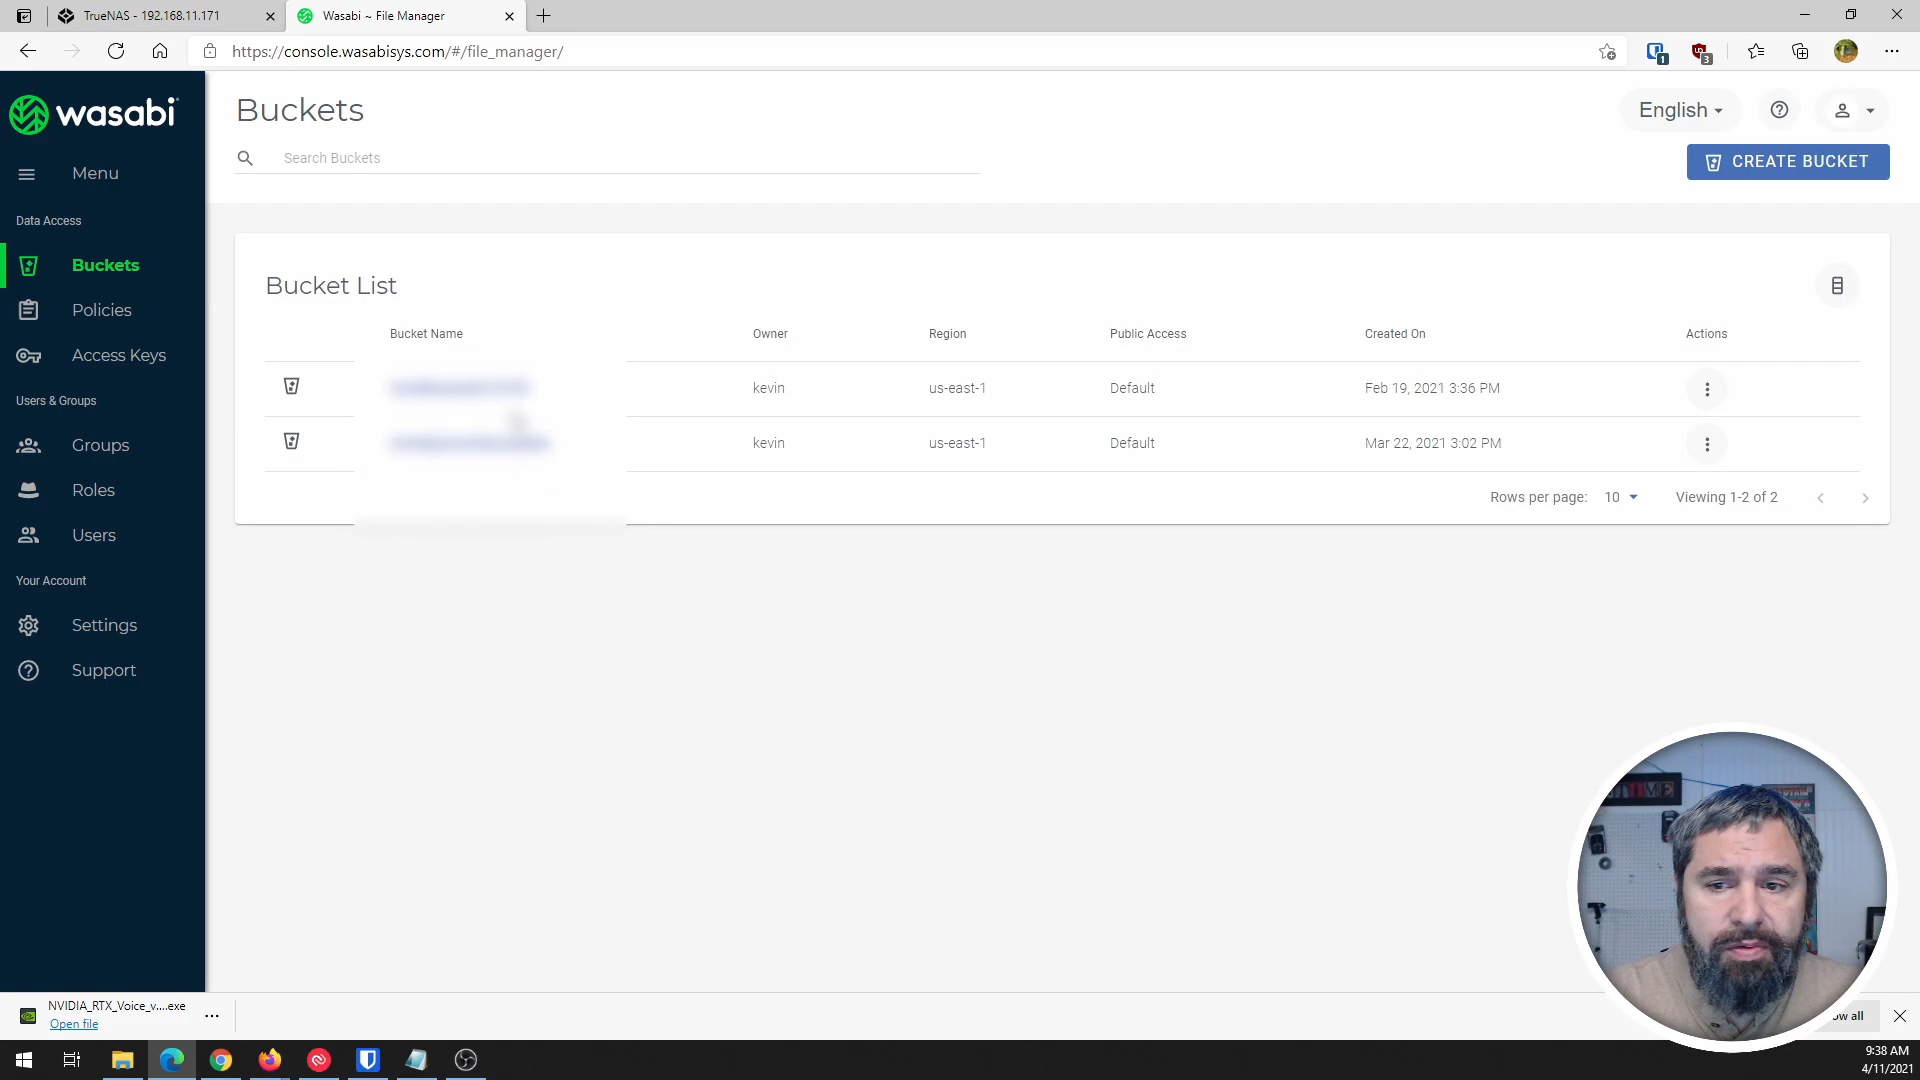 TrueNAS - 192.168.11.171
Wasabi ~ File Manager
https://console.wasabisys.com/#/file_manager/
1
3
wasabi
Menu
Data Access
Buckets
Policies
Access Keys
Users & Groups
Groups
Roles
Users
Your Account
Settings
Support
Buckets
English
Search Buckets
CREATE BUCKET
Bucket List
Bucket Name Owner Region Public Access Created On Actions
kevin us-east-1 Default Feb 19, 2021 3:36 PM
kevin us-east-1 Default Mar 22, 2021 3:02 PM
Rows per page: 10 Viewing 1-2 of 2
NVIDIA_RTX_Voice_v....exe
Open file
all
9:38 AM
4/11/2021